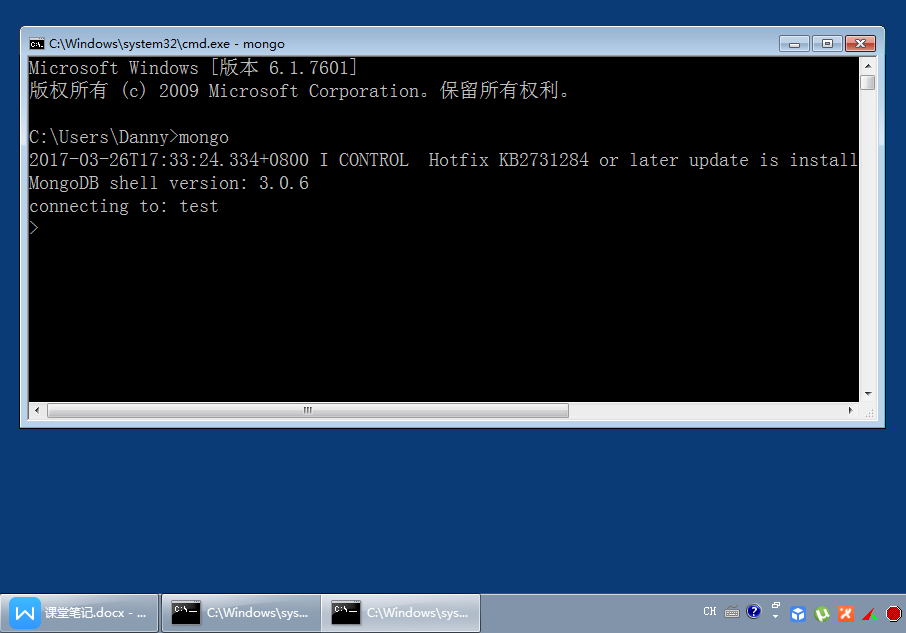 C:\Windows\system32\cmd.exe - mongo
Microsoft Windows [版本 6.1.7601]
版权所有 (c) 2009 Microsoft Corporation。保留所有权利。
C:\Users\Danny>mongo
2017-03-26T17:33:24.334+0800 I CONTROL  Hotfix KB2731284 or later update is install
MongoDB shell version: 3.0.6
connecting to: test
>
课堂笔记.docx - ...
C:\Windows\sys...
C:\Windows\sys...
CH